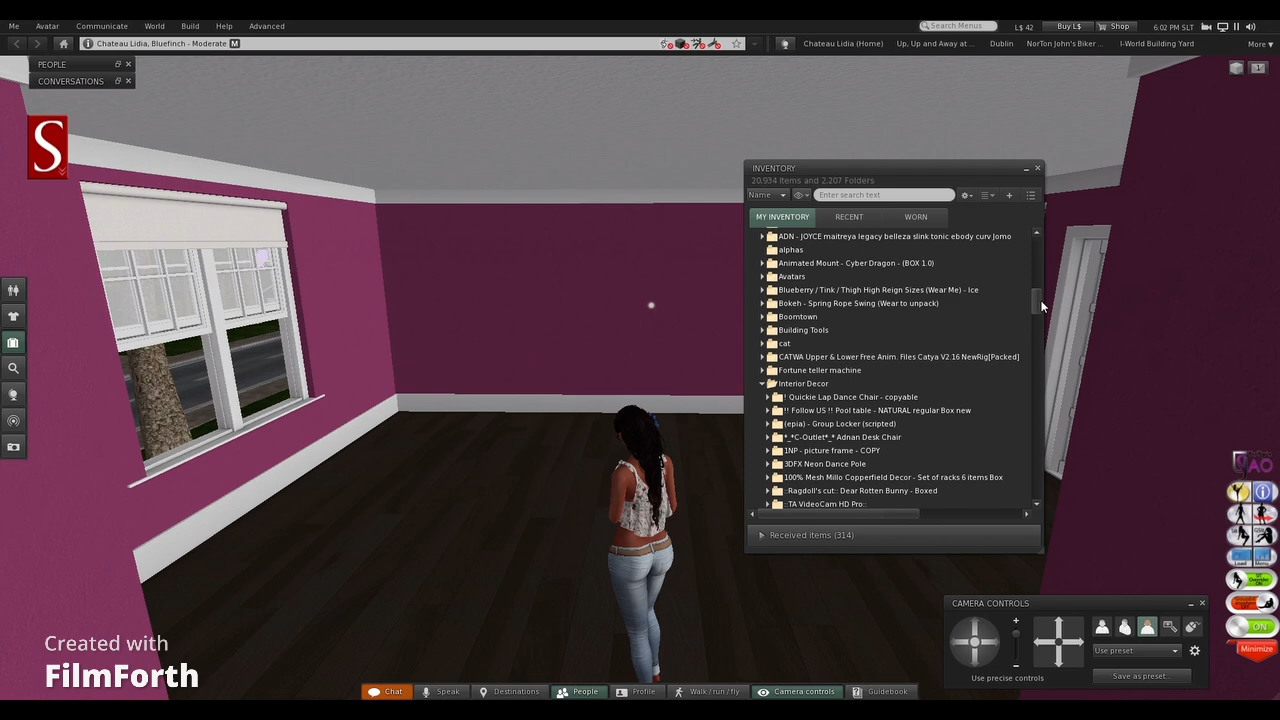 Me Avatar Communicate World Build Help Advanced Search Menus L$ 42 Buy L$ Shop 6:02 PM SLT
Chateau Lidia, Bluefinch - Moderate M Chateau Lidia (Home) Up, Up and Away at ... Dublin NorTon John's Biker ... I-World Building Yard More ▼
PEOPLE
CONVERSATIONS
S
INVENTORY
20,934 Items and 2,207 Folders
Name Enter search text
MY INVENTORY RECENT WORN
ADN - JOYCE maitreya legacy belleza slink tonic ebody curv Jomo
alphas
Animated Mount - Cyber Dragon - (BOX 1.0)
Avatars
Blueberry / Tink / Thigh High Reign Sizes (Wear Me) - Ice
Bokeh - Spring Rope Swing (Wear to unpack)
Boomtown
Building Tools
cat
CATWA Upper & Lower Free Anim. Files Catya V2.16 NewRig[Packed]
Fortune teller machine
Interior Decor
! Quickie Lap Dance Chair - copyable
!! Follow US !! Pool table - NATURAL regular Box new
(epia) - Group Locker (scripted)
*_*C-Outlet*_* Adnan Desk Chair
1NP - picture frame - COPY
3DFX Neon Dance Pole
100% Mesh Millo Copperfield Decor - Set of racks 6 items Box
::Ragdoll's cut:: Dear Rotten Bunny - Boxed
::TA VideoCam HD Pro::
Received Items (314)
AO
Load Menu
ON
Minimize
CAMERA CONTROLS
Use preset
Use precise controls Save as preset...
Created with
FilmForth
Chat Speak Destinations People Profile Walk / run / fly Camera controls Guidebook